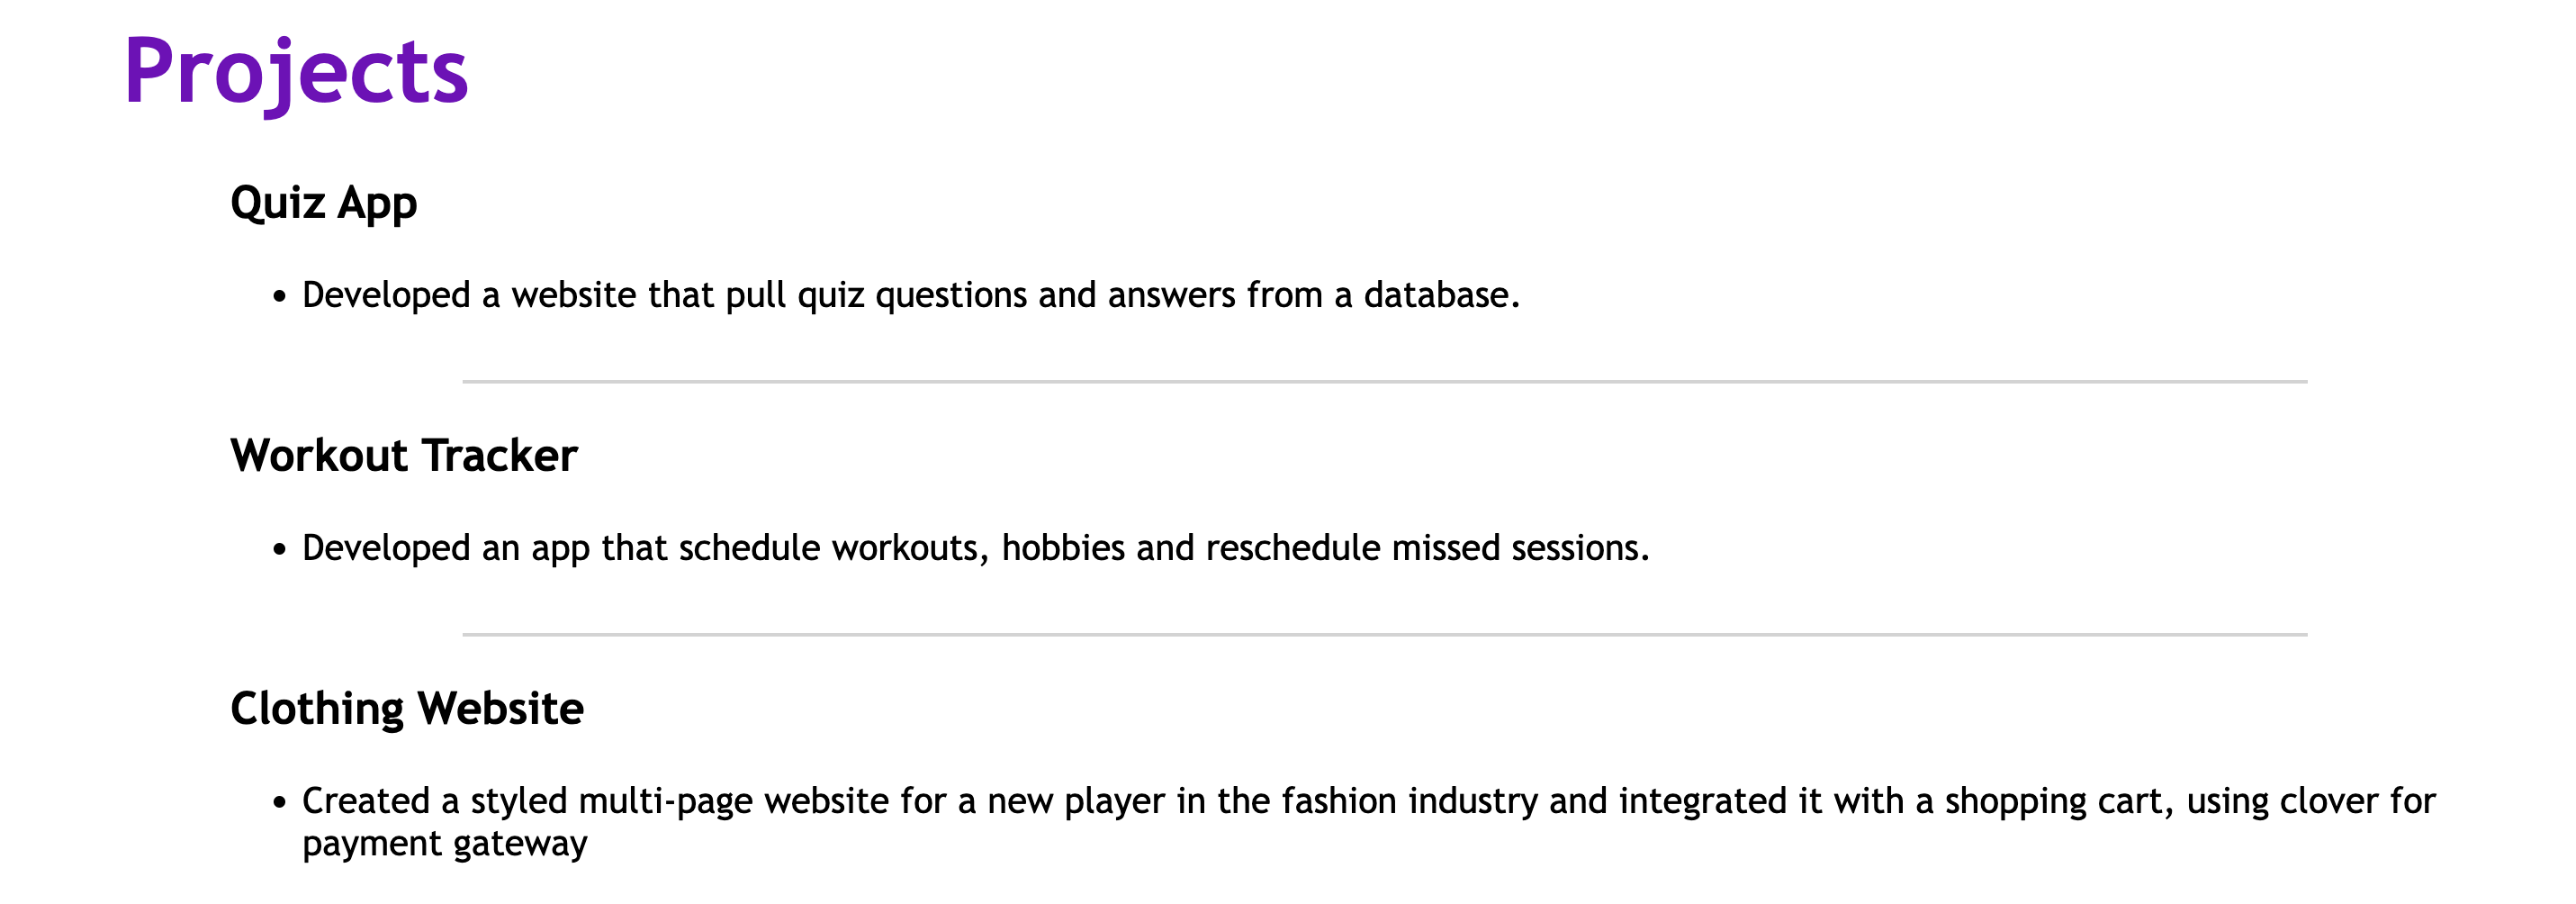 Projects
Quiz App
• Developed a website that pull quiz questions and answers from a database.
Workout Tracker
• Developed an app that schedule workouts, hobbies and reschedule missed sessions.
Clothing Website
• Created a styled multi-page website for a new player in the fashion industry and integrated it with a shopping cart, using clover for
payment gateway